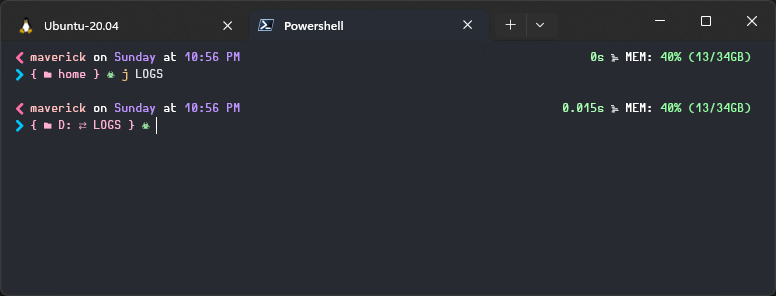 Ubuntu-20.04 Powershell
maverick on Sunday at 10:56 PM 0s MEM: 40% (13/34GB)
{ home } j LOGS
maverick on Sunday at 10:56 PM 0.015s MEM: 40% (13/34GB)
{ D: ⇄ LOGS }